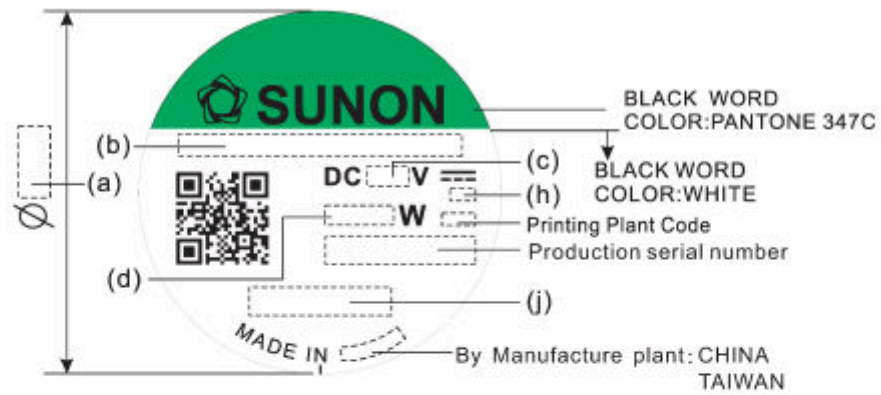 SUNON
BLACK WORD
COLOR:PANTONE 347C
(b)
(c)
DC V
BLACK WORD
COLOR:WHITE
(a)
(h)
Ø
W
Printing Plant Code
Production serial number
(d)
(j)
MADE IN
By Manufacture plant: CHINA
TAIWAN